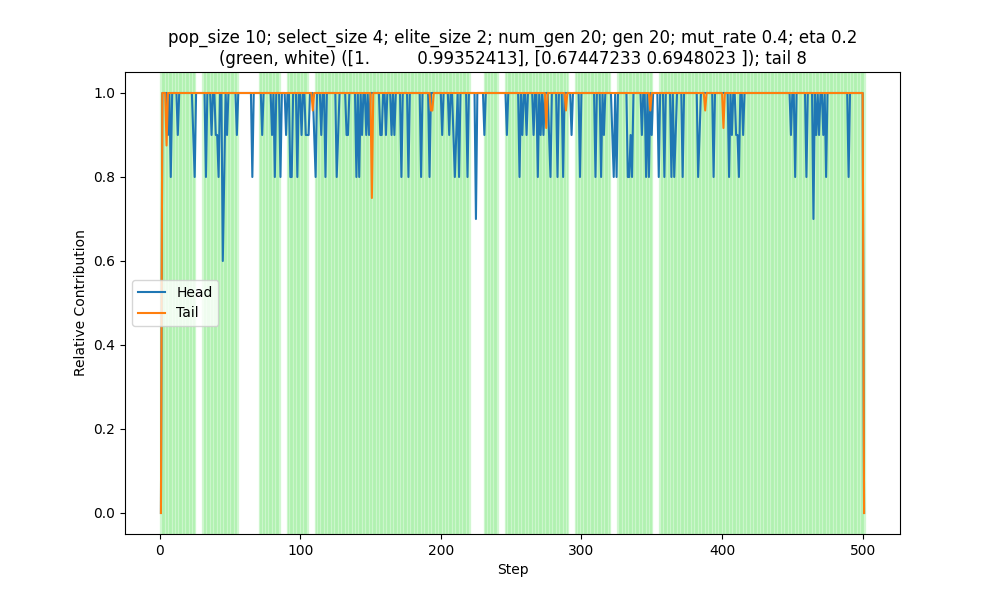 pop_size 10; select_size 4; elite_size 2; num_gen 20; gen 20; mut_rate 0.4; eta 0.2
(green, white) ([1. 0.99352413], [0.67447233 0.6948023 ]); tail 8
1.0
0.8
0.6
0.4
0.2
0.0
Relative Contribution
Head
Tail
0 100 200 300 400 500
Step